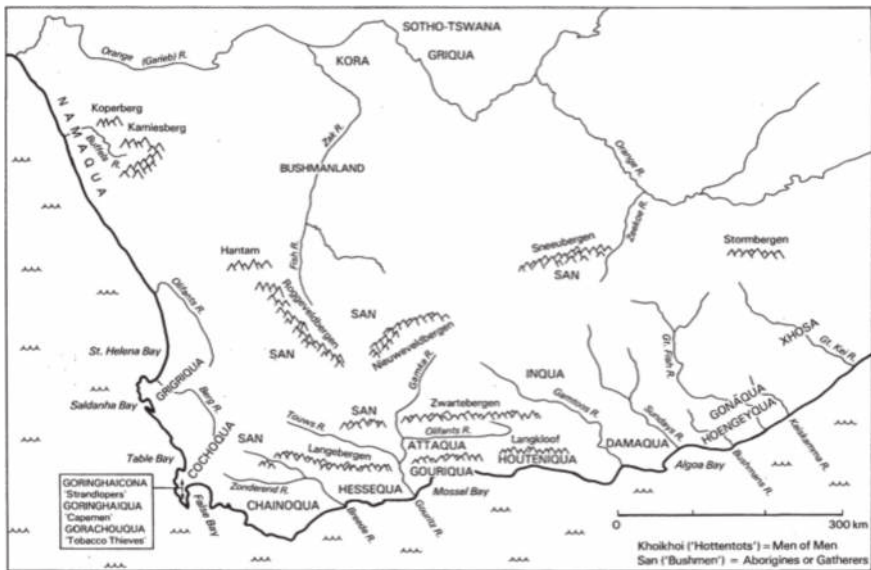 SOTHO-TSWANA
GRIQUA
KORA
Orange (Garieb) R.
NAMAQUA
Koperberg
Kamiesberg
Buffels R.
Zak R.
BUSHMANLAND
Orange R.
Zeekoe R.
Sneeubergen
SAN
Stormbergen
Hantam
Fish R.
Roggeveldbergen
SAN
SAN
Nieuweveldbergen
Olifants R.
St. Helena Bay
GRIGRIQUA
Saldanha Bay
Berg R.
Gamka R.
INQUA
Gt. Fish R.
XHOSA
Gt. Kei R.
Zwartebergen
SAN
Touws R.
Olifants R.
Gamtoos R.
Sundays R.
GONAQUA
HOENGEYQUA
Keiskamma R.
Bushmans R.
COCHOQUA
SAN
Langebergen
ATTAQUA
Langkloof
DAMAQUA
Table Bay
GOURIQUA
HOUTENIQUA
Algoa Bay
Zonderend R.
HESSEQUA
Mossel Bay
CHAINOQUA
False Bay
Breede R.
Gouritz R.
GORINGHAICONA
'Strandlopers'
GORINGHAIQUA
'Capemen'
GORACHOUQUA
'Tobacco Thieves'
0 300 km
Khoikhoi ('Hottentots') = Men of Men
San ('Bushmen') = Aborigines or Gatherers